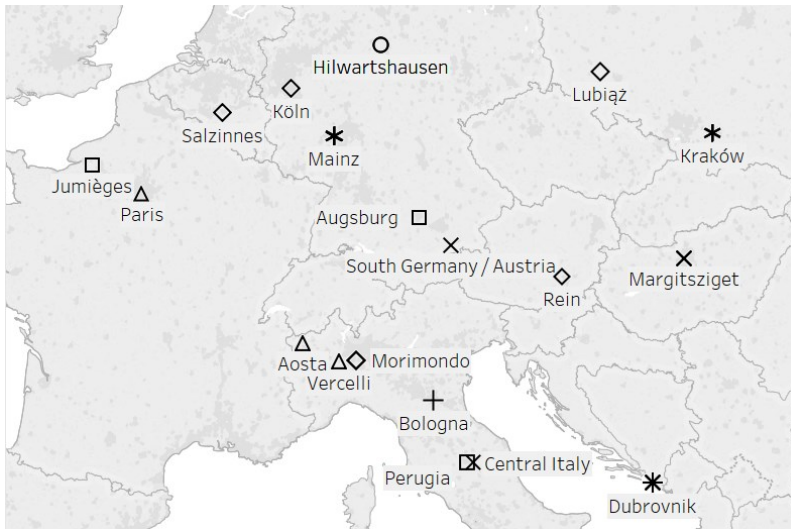 Hilwartshausen
Lubiąż
Köln
Salzinnes
Mainz
Kraków
Jumièges
Paris
Augsburg
South Germany / Austria
Margitsziget
Rein
Aosta
Morimondo
Vercelli
Bologna
Perugia
Central Italy
Dubrovnik